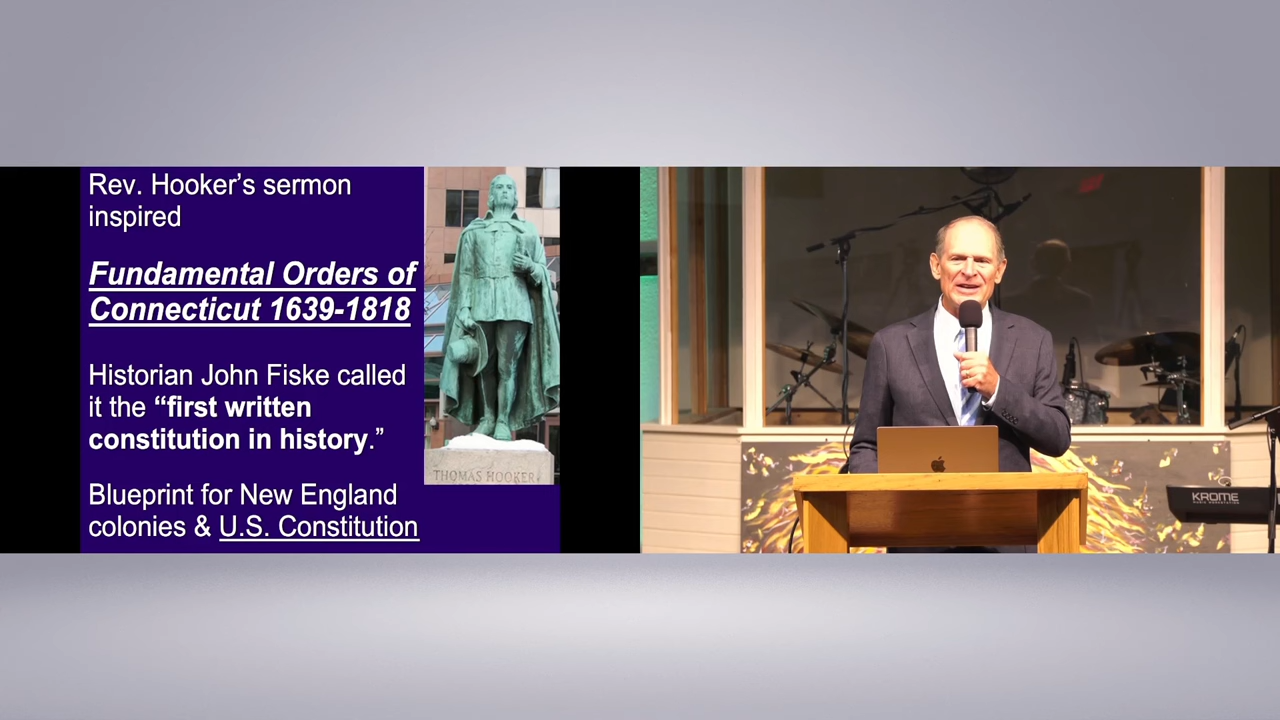 Rev. Hooker’s sermon
inspired
Fundamental Orders of
Connecticut 1639-1818
Historian John Fiske called
it the “first written
constitution in history.”
Blueprint for New England
colonies & U.S. Constitution
THOMAS HOOKER
KROME